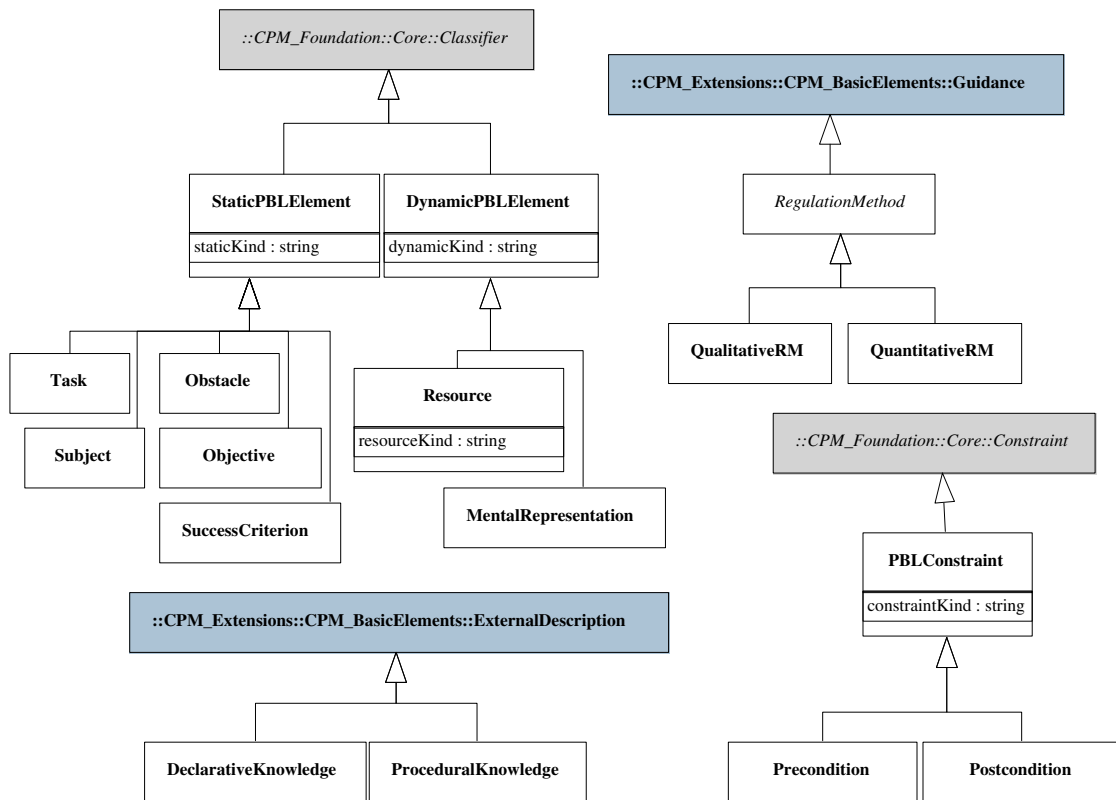 ::CPM_Foundation::Core::Classifier
::CPM_Extensions::CPM_BasicElements::Guidance
StaticPBLElement
staticKind : string
DynamicPBLElement
dynamicKind : string
RegulationMethod
QualitativeRM
QuantitativeRM
Task
Obstacle
Subject
Objective
SuccessCriterion
Resource
resourceKind : string
MentalRepresentation
::CPM_Foundation::Core::Constraint
PBLConstraint
constraintKind : string
::CPM_Extensions::CPM_BasicElements::ExternalDescription
DeclarativeKnowledge
ProceduralKnowledge
Precondition
Postcondition